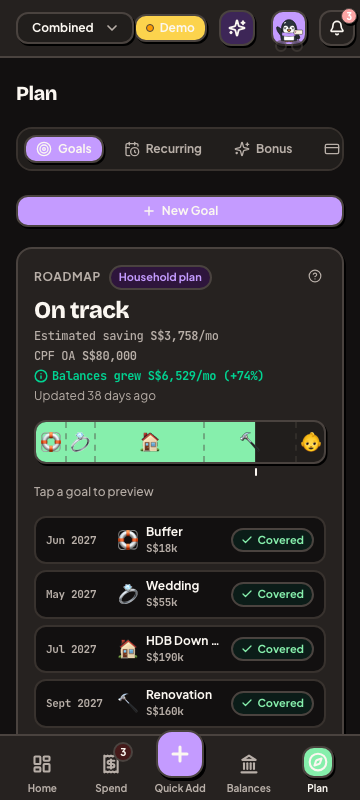 Combined
Demo
3
Plan
Goals
Recurring
Bonus
+ New Goal
ROADMAP
Household plan
On track
Estimated saving S$3,758/mo
CPF OA S$80,000
Balances grew S$6,529/mo (+74%)
Updated 38 days ago
Tap a goal to preview
Jun 2027
Buffer
S$18k
Covered
May 2027
Wedding
S$55k
Covered
Jul 2027
HDB Down …
S$190k
Covered
Sept 2027
Renovation
S$160k
Covered
3
Home
Spend
Quick Add
Balances
Plan